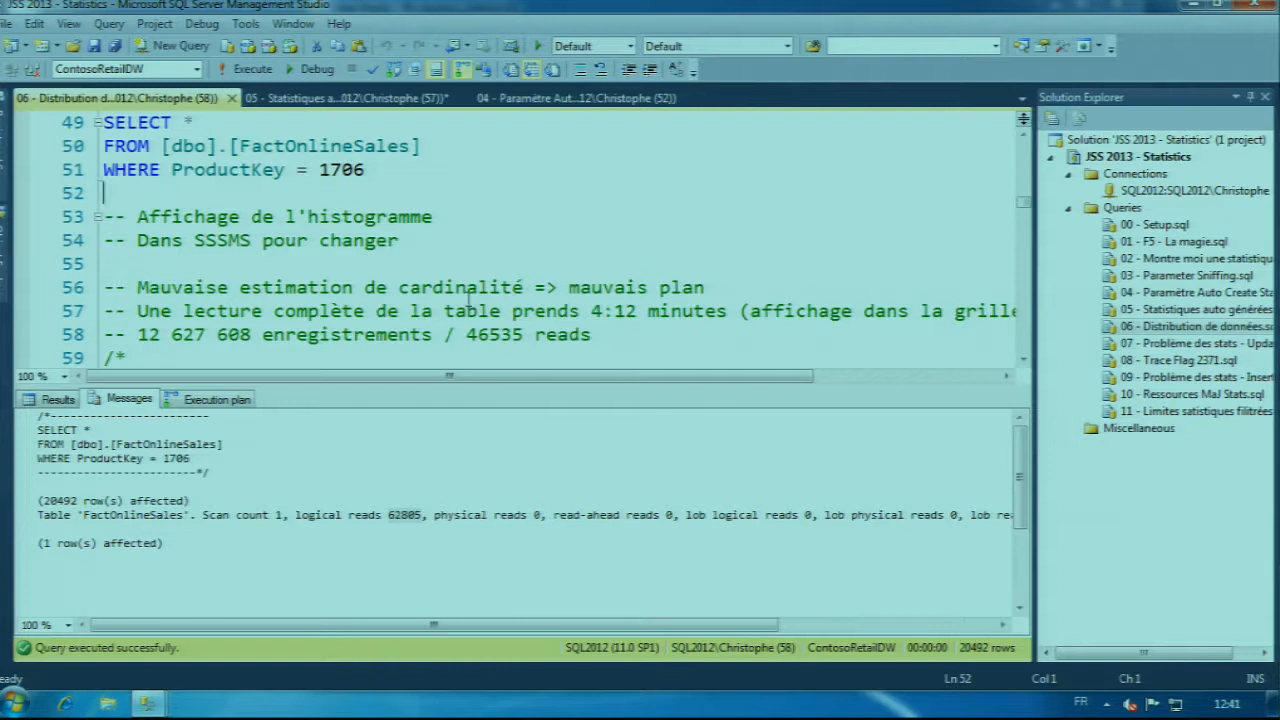 JSS 2013 - Statistics - Microsoft SQL Server Management Studio
File Edit View Query Project Debug Tools Window Help
New Query Default Default
ContosoRetailDW Execute Debug
06 - Distribution d...012\Christophe (58)) 05 - Statistiques a...012\Christophe (57))* 04 - Paramètre Aut...12\Christophe (52))
49 SELECT *
50 FROM [dbo].[FactOnlineSales]
51 WHERE ProductKey = 1706
52
53 -- Affichage de l'histogramme
54 -- Dans SSSMS pour changer
55
56 -- Mauvaise estimation de cardinalité => mauvais plan
57 -- Une lecture complète de la table prends 4:12 minutes (affichage dans la grille
58 -- 12 627 608 enregistrements / 46535 reads
59 /*
100 %
Results Messages Execution plan
/*------------------------
SELECT *
FROM [dbo].[FactOnlineSales]
WHERE ProductKey = 1706
------------------------*/
(20492 row(s) affected)
Table 'FactOnlineSales'. Scan count 1, logical reads 62805, physical reads 0, read-ahead reads 0, lob logical reads 0, lob physical reads 0, lob re
(1 row(s) affected)
100 %
Query executed successfully. SQL2012 (11.0 SP1) SQL2012\Christophe (58) ContosoRetailDW 00:00:00 20492 rows
Solution Explorer
Solution 'JSS 2013 - Statistics' (1 project)
JSS 2013 - Statistics
Connections
SQL2012:SQL2012\Christophe
Queries
00 - Setup.sql
01 - F5 - La magie.sql
02 - Montre moi une statistiqu
03 - Parameter Sniffing.sql
04 - Paramètre Auto Create Sta
05 - Statistiques auto générées
06 - Distribution de données.s
07 - Problème des stats - Upda
08 - Trace Flag 2371.sql
09 - Problème des stats - Inser
10 - Ressources MaJ Stats.sql
11 - Limites satistiques filitrées
Miscellaneous
Ready Ln 52 Col 1 Ch 1 INS
FR 12:41